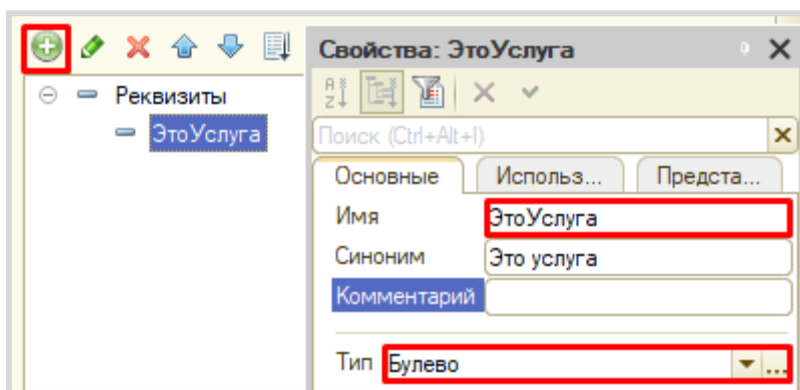 Свойства: ЭтоУслуга
Реквизиты
ЭтоУслуга
Поиск (Ctrl+Alt+I)
Основные Использ... Предста...
Имя ЭтоУслуга
Синоним Это услуга
Комментарий
Тип Булево
...